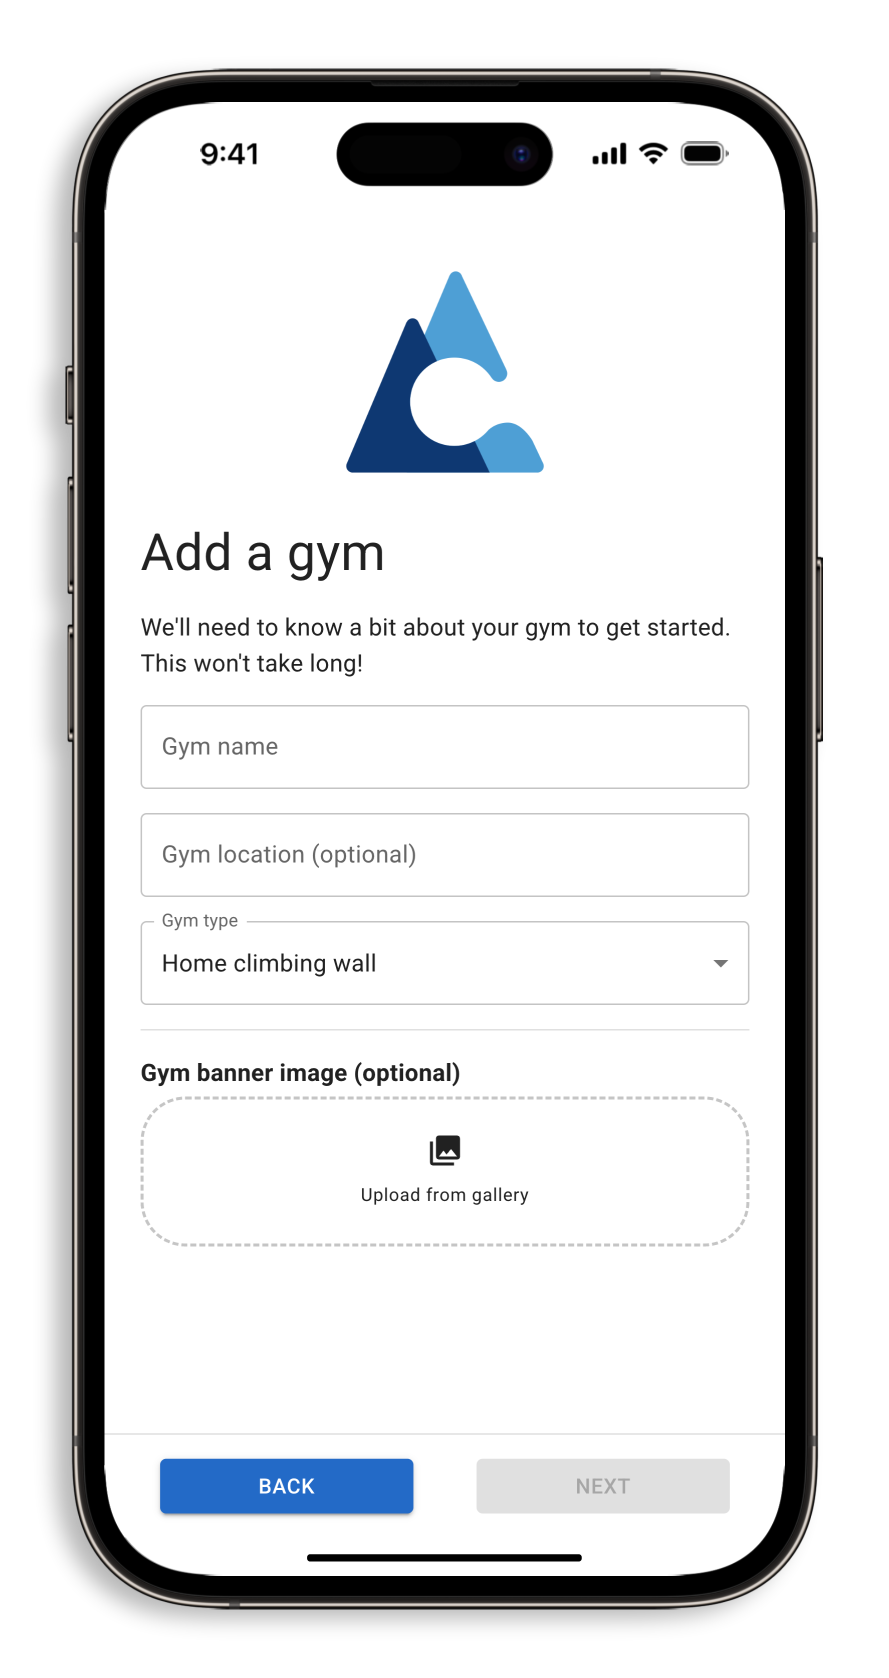 9:41
Add a gym
We'll need to know a bit about your gym to get started.
This won't take long!
Gym name
Gym location (optional)
Gym type
Home climbing wall
Gym banner image (optional)
Upload from gallery
BACK
NEXT